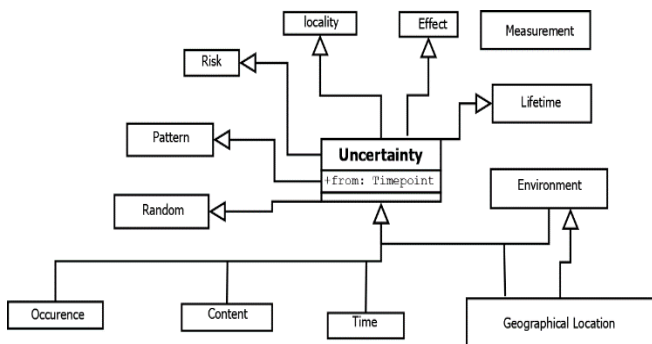 locality
Effect
Measurement
Risk
Lifetime
Pattern
Uncertainty
+from: Timepoint
Environment
Random
Occurence
Content
Time
Geographical Location